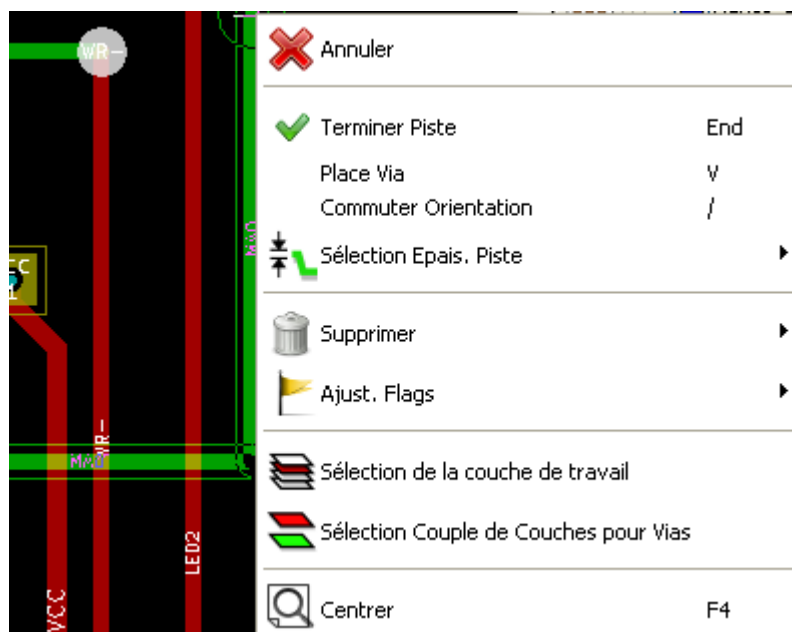 WR-
Annuler
Terminer Piste End
Place Via V
Commuter Orientation /
Sélection Epais. Piste
Supprimer
Ajust. Flags
WR-
MA0
Sélection de la couche de travail
Sélection Couple de Couches pour Vias
LED2
VCC
Centrer F4